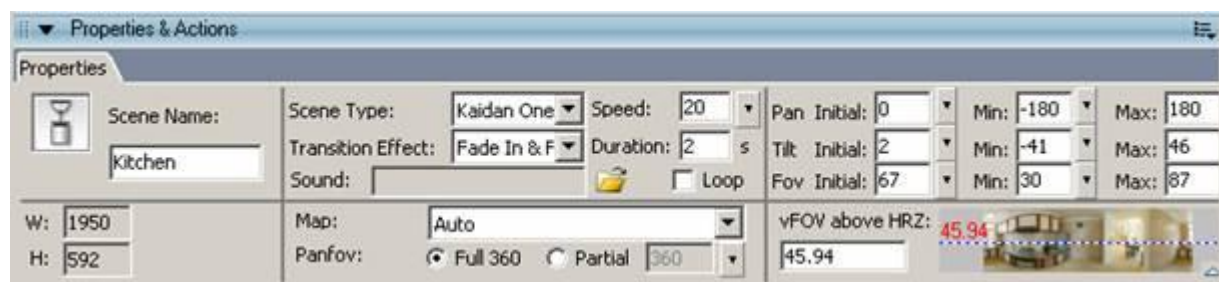 Properties & Actions
Properties
Scene Name:
Kitchen
Scene Type: Kaidan One Speed: 20
Transition Effect: Fade In & F Duration: 2 s
Sound: Loop
Pan Initial: 0 Min: -180 Max: 180
Tilt Initial: 2 Min: -41 Max: 46
Fov Initial: 67 Min: 30 Max: 87
W: 1950
H: 592
Map: Auto
Panfov: Full 360 Partial 360
vFOV above HRZ: 45.94
45.94